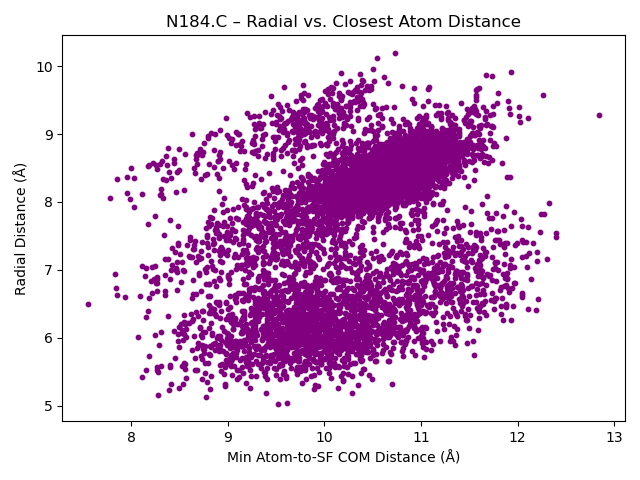 N184.C – Radial vs. Closest Atom Distance
Radial Distance (Å)
10
9
8
7
6
5
8 9 10 11 12 13
Min Atom-to-SF COM Distance (Å)